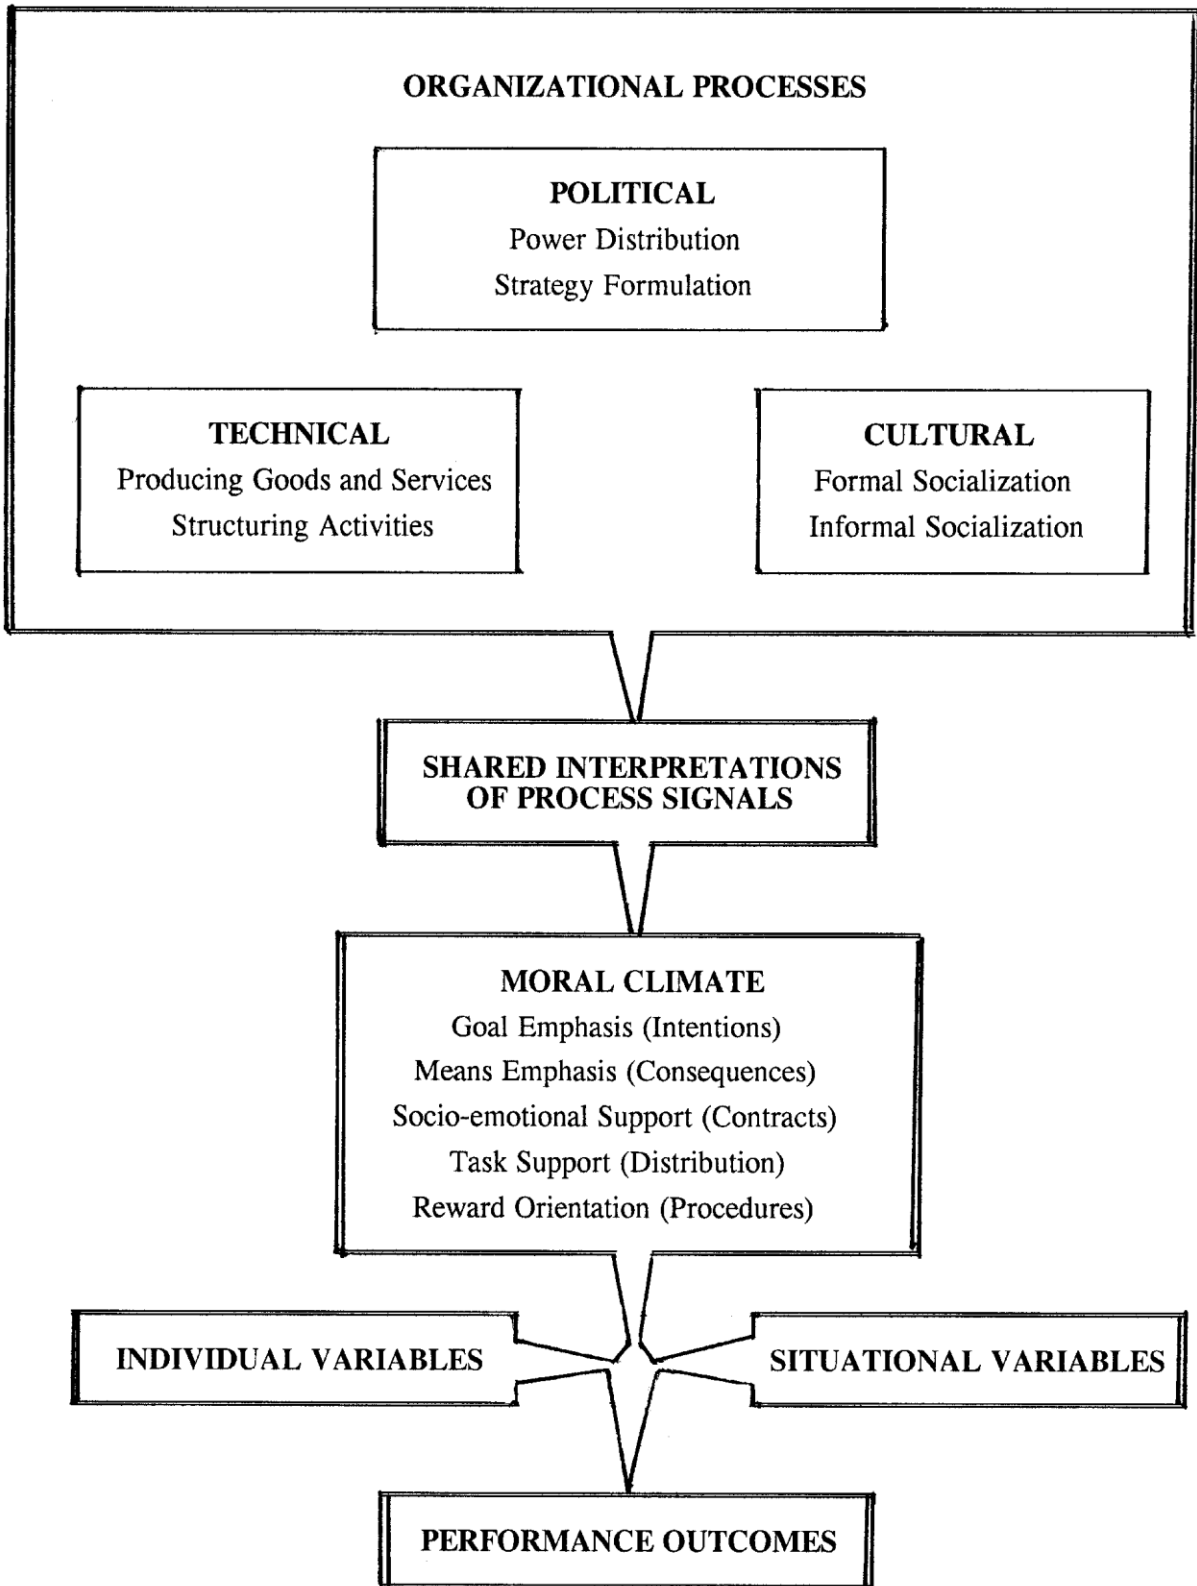 ORGANIZATIONAL PROCESSES
POLITICAL
Power Distribution
Strategy Formulation
TECHNICAL
Producing Goods and Services
Structuring Activities
CULTURAL
Formal Socialization
Informal Socialization
SHARED INTERPRETATIONS
OF PROCESS SIGNALS
MORAL CLIMATE
Goal Emphasis (Intentions)
Means Emphasis (Consequences)
Socio-emotional Support (Contracts)
Task Support (Distribution)
Reward Orientation (Procedures)
INDIVIDUAL VARIABLES
SITUATIONAL VARIABLES
PERFORMANCE OUTCOMES